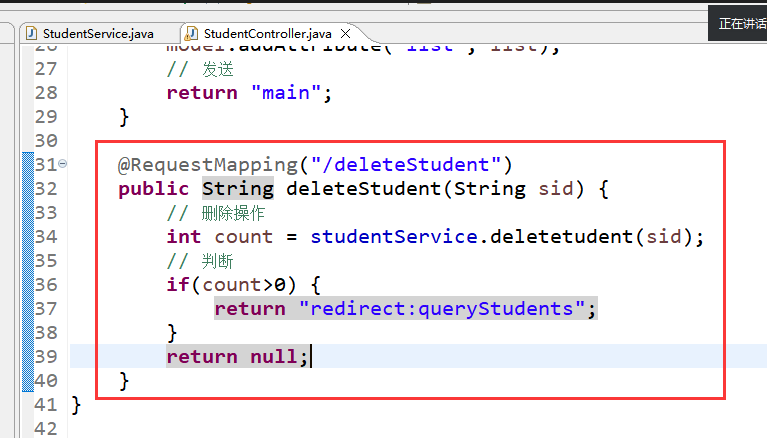 StudentService.java StudentController.java
正在讲话
26 model.addAttribute("list", list);
27 // 发送
28 return "main";
29 }
30
31 @RequestMapping("/deleteStudent")
32 public String deleteStudent(String sid) {
33 // 删除操作
34 int count = studentService.deletetudent(sid);
35 // 判断
36 if(count>0) {
37 return "redirect:queryStudents";
38 }
39 return null;
40 }
41 }
42